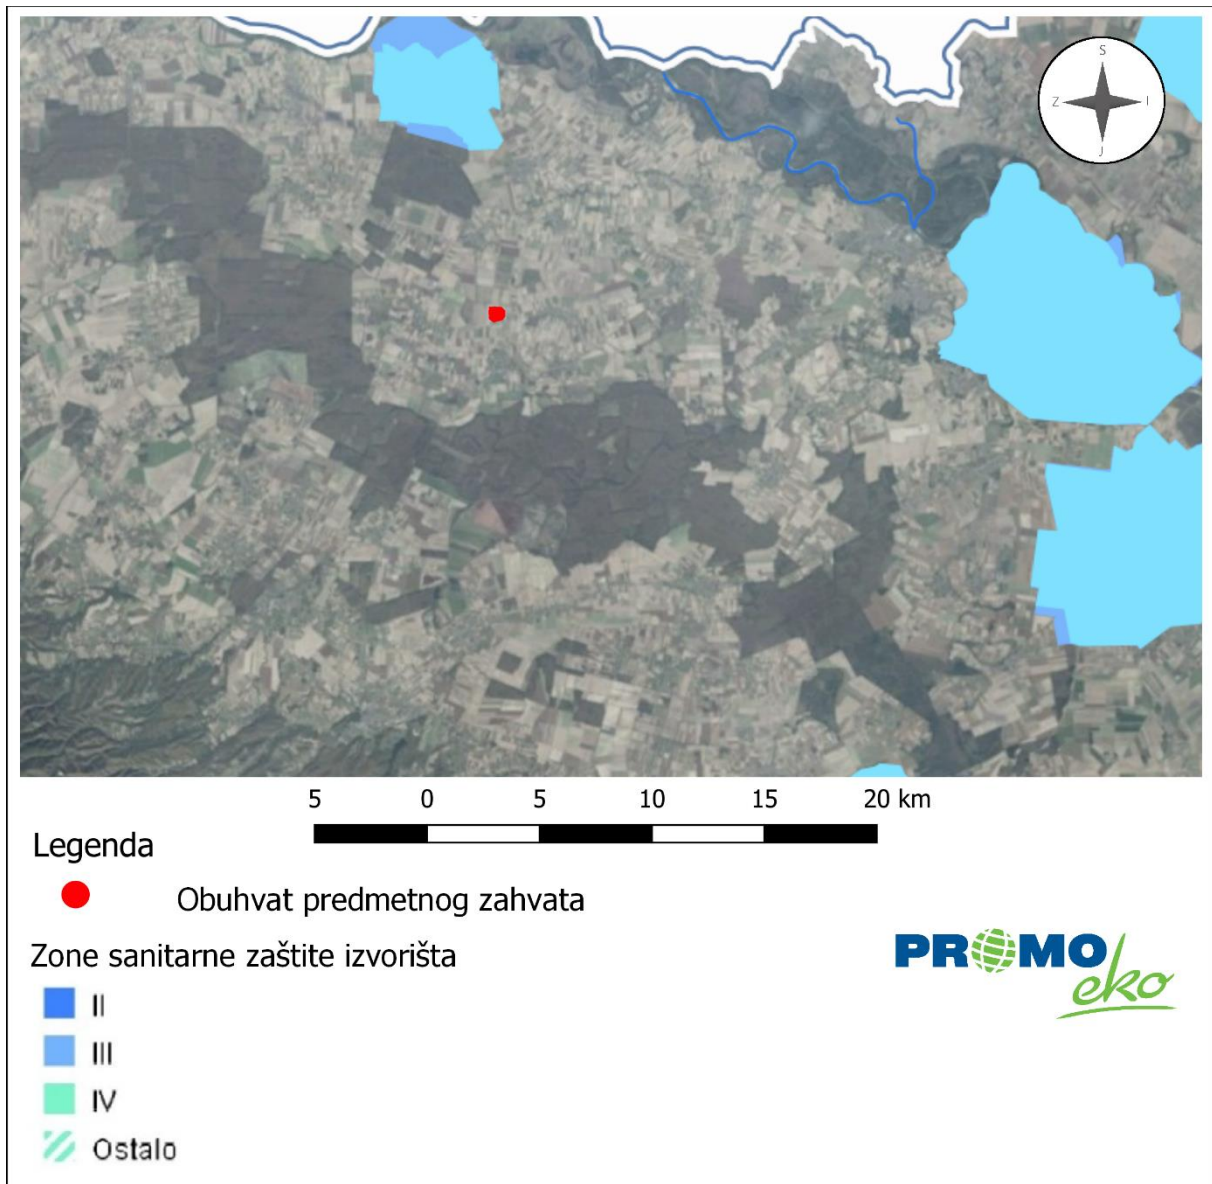 S
Z I
J
5 0 5 10 15 20 km
Legenda
Obuhvat predmetnog zahvata
Zone sanitarne zaštite izvorišta
II
III
IV
Ostalo
PROMO
eko